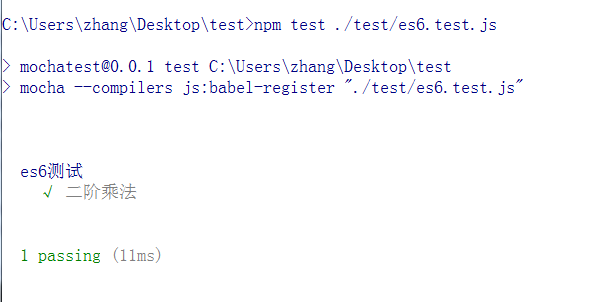 C:\Users\zhang\Desktop\test>npm test ./test/es6.test.js
> mochatest@0.0.1 test C:\Users\zhang\Desktop\test
> mocha --compilers js:babel-register "./test/es6.test.js"
es6测试
√ 二阶乘法
1 passing (11ms)